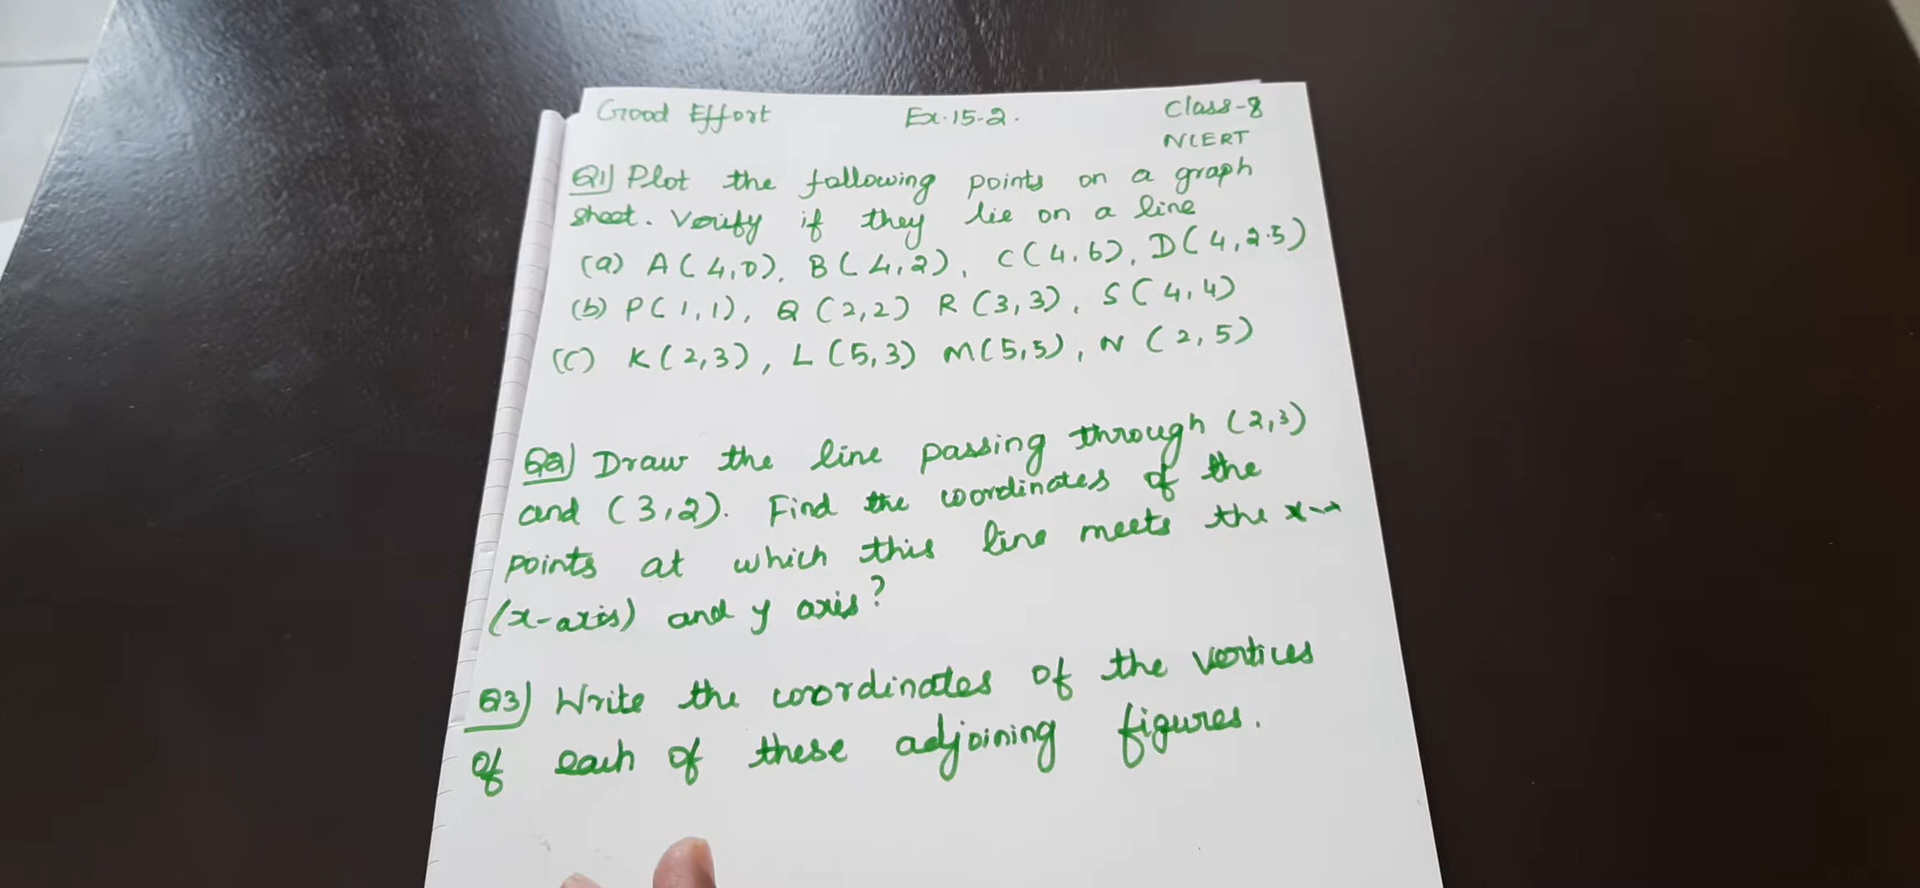 Good Effort Ex.15-2. Class-8
NCERT
Q1) Plot the following points on a graph
sheet. Verify if they lie on a line
(a) A(4,0), B(4,2), C(4,6), D(4,2.5)
(b) P(1,1), Q(2,2) R(3,3), S(4,4)
(C) K(2,3), L(5,3) M(5,5), N(2,5)
Q2) Draw the line passing through (2,3)
and (3,2). Find the coordinates of the
points at which this line meets the x
(x-axis) and y axis?
Q3) Write the coordinates of the vertices
of each of these adjoining figures.